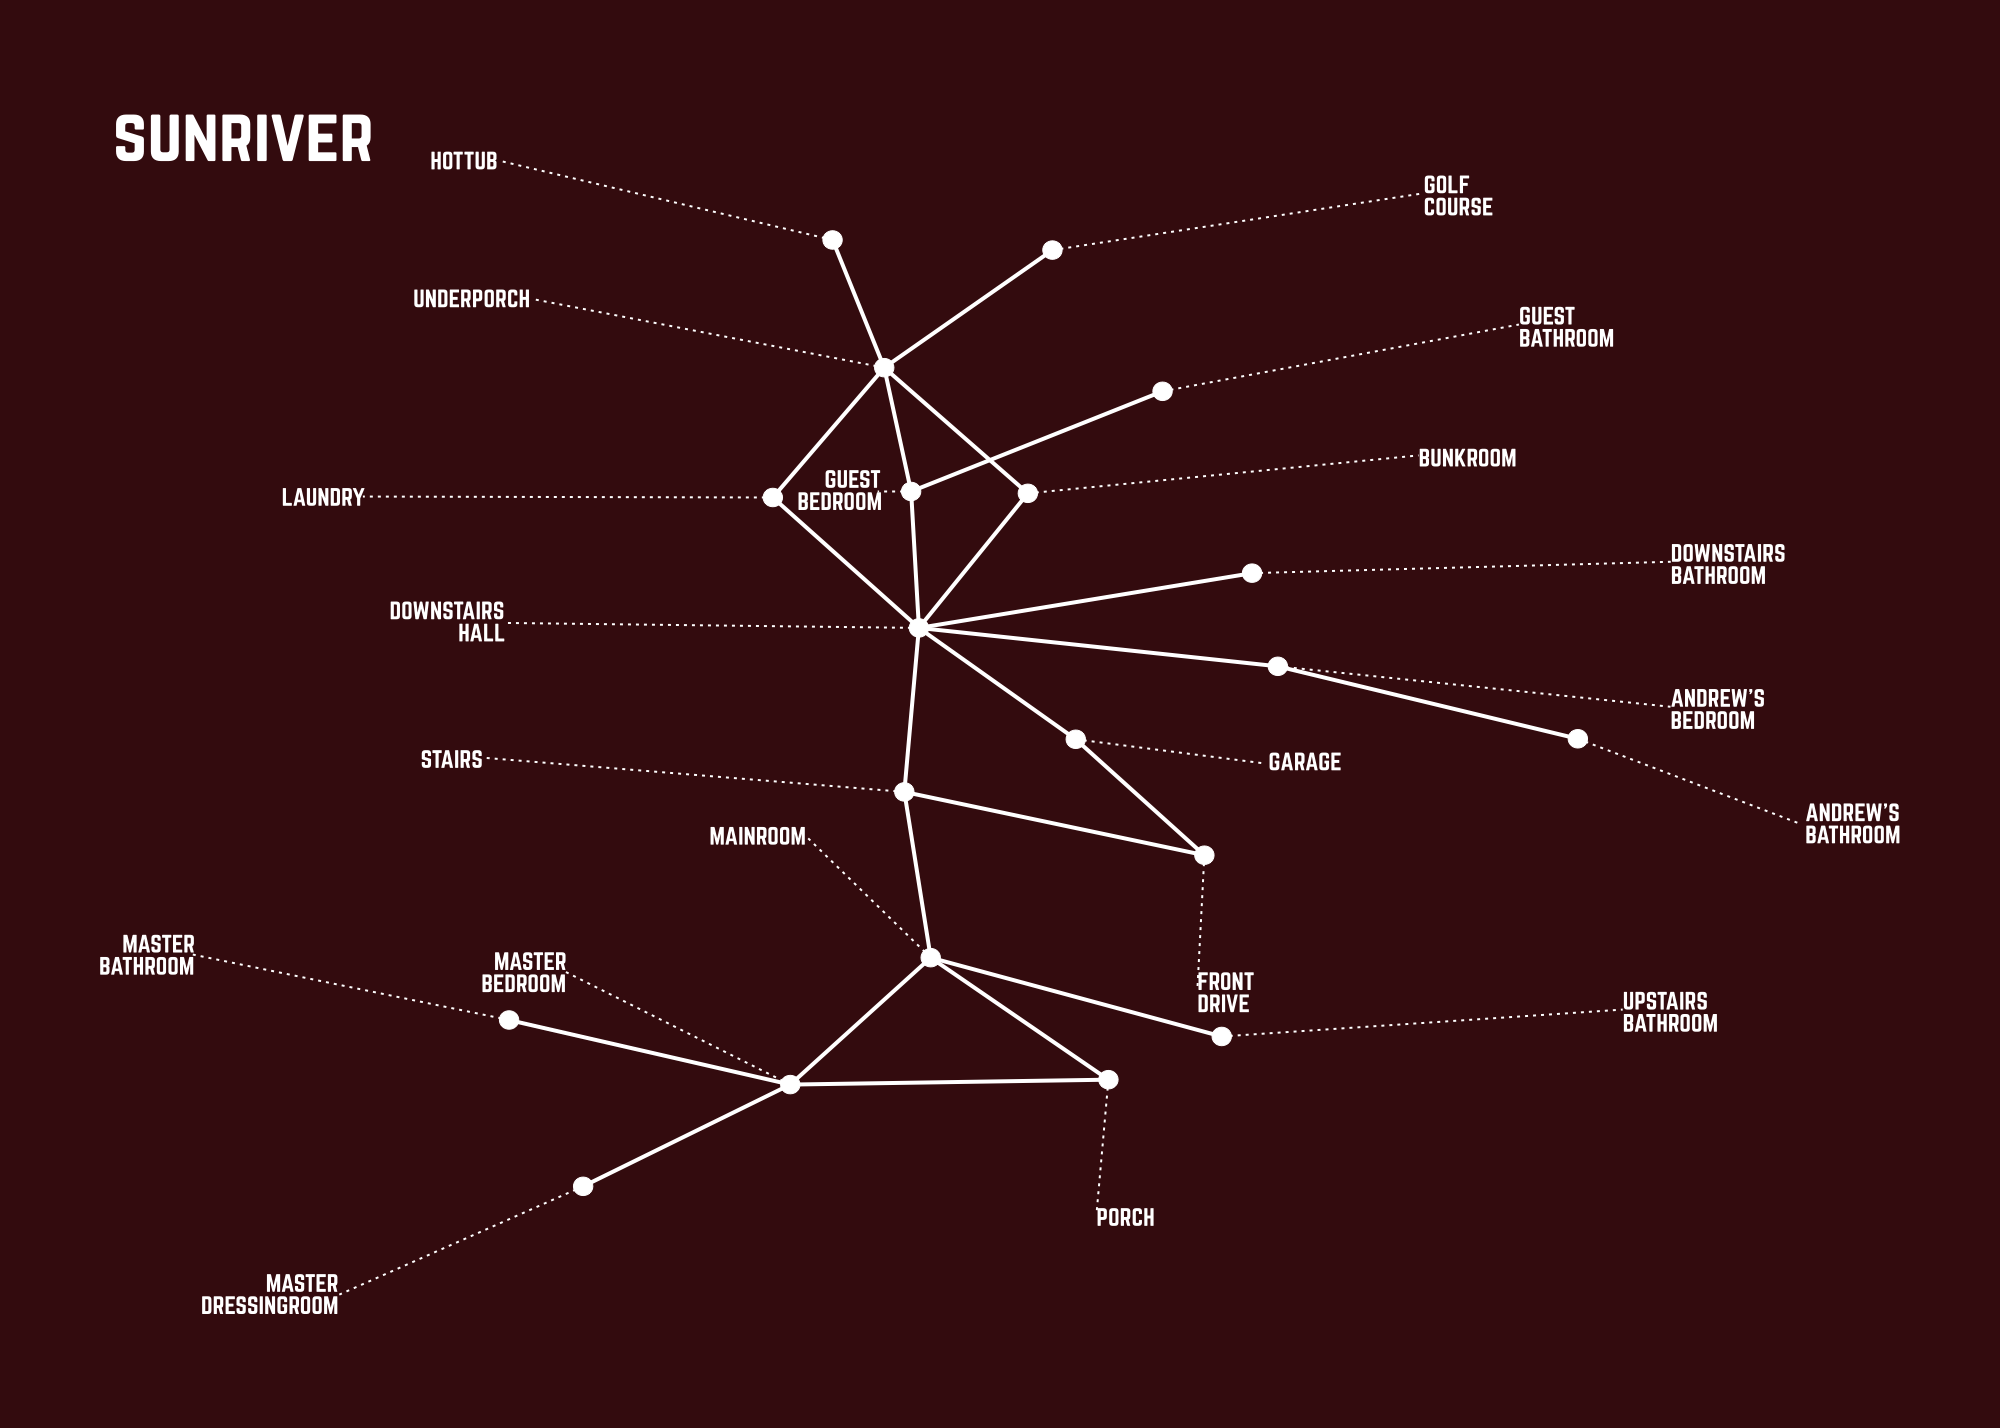 SUNRIVER
HOTTUB
GOLF
COURSE
UNDERPORCH
GUEST
BATHROOM
BUNKROOM
GUEST
BEDROOM
LAUNDRY
DOWNSTAIRS
BATHROOM
DOWNSTAIRS
HALL
ANDREW'S
BEDROOM
STAIRS
GARAGE
ANDREW'S
BATHROOM
MAINROOM
MASTER
BATHROOM
MASTER
BEDROOM
FRONT
DRIVE
UPSTAIRS
BATHROOM
PORCH
MASTER
DRESSINGROOM